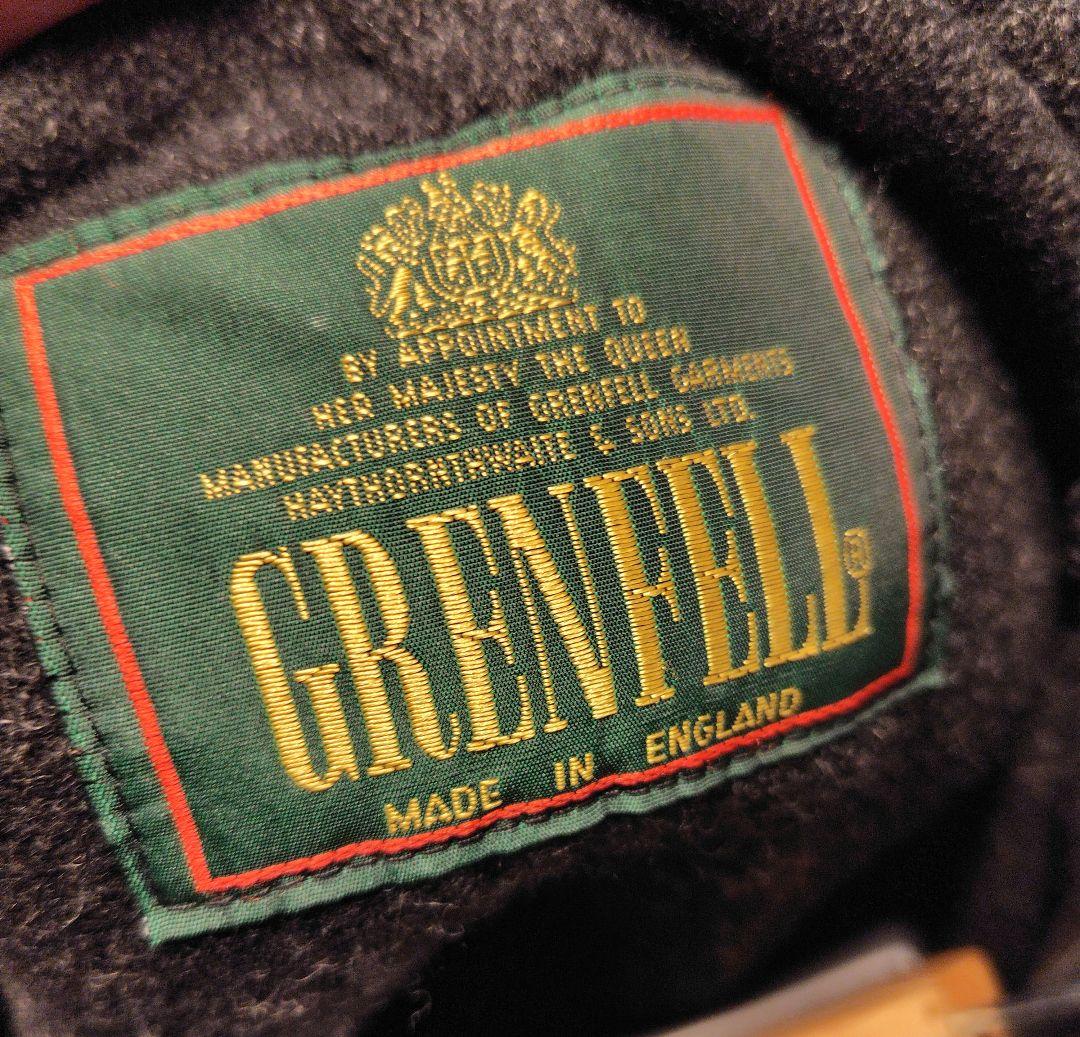 BY APPOINTMENT TO
HER MAJESTY THE QUEEN
MANUFACTURERS OF GRENFELL GARMENTS
HAYTHORNTHWAITE & SONS LTD.
GRENFELL®
MADE IN ENGLAND